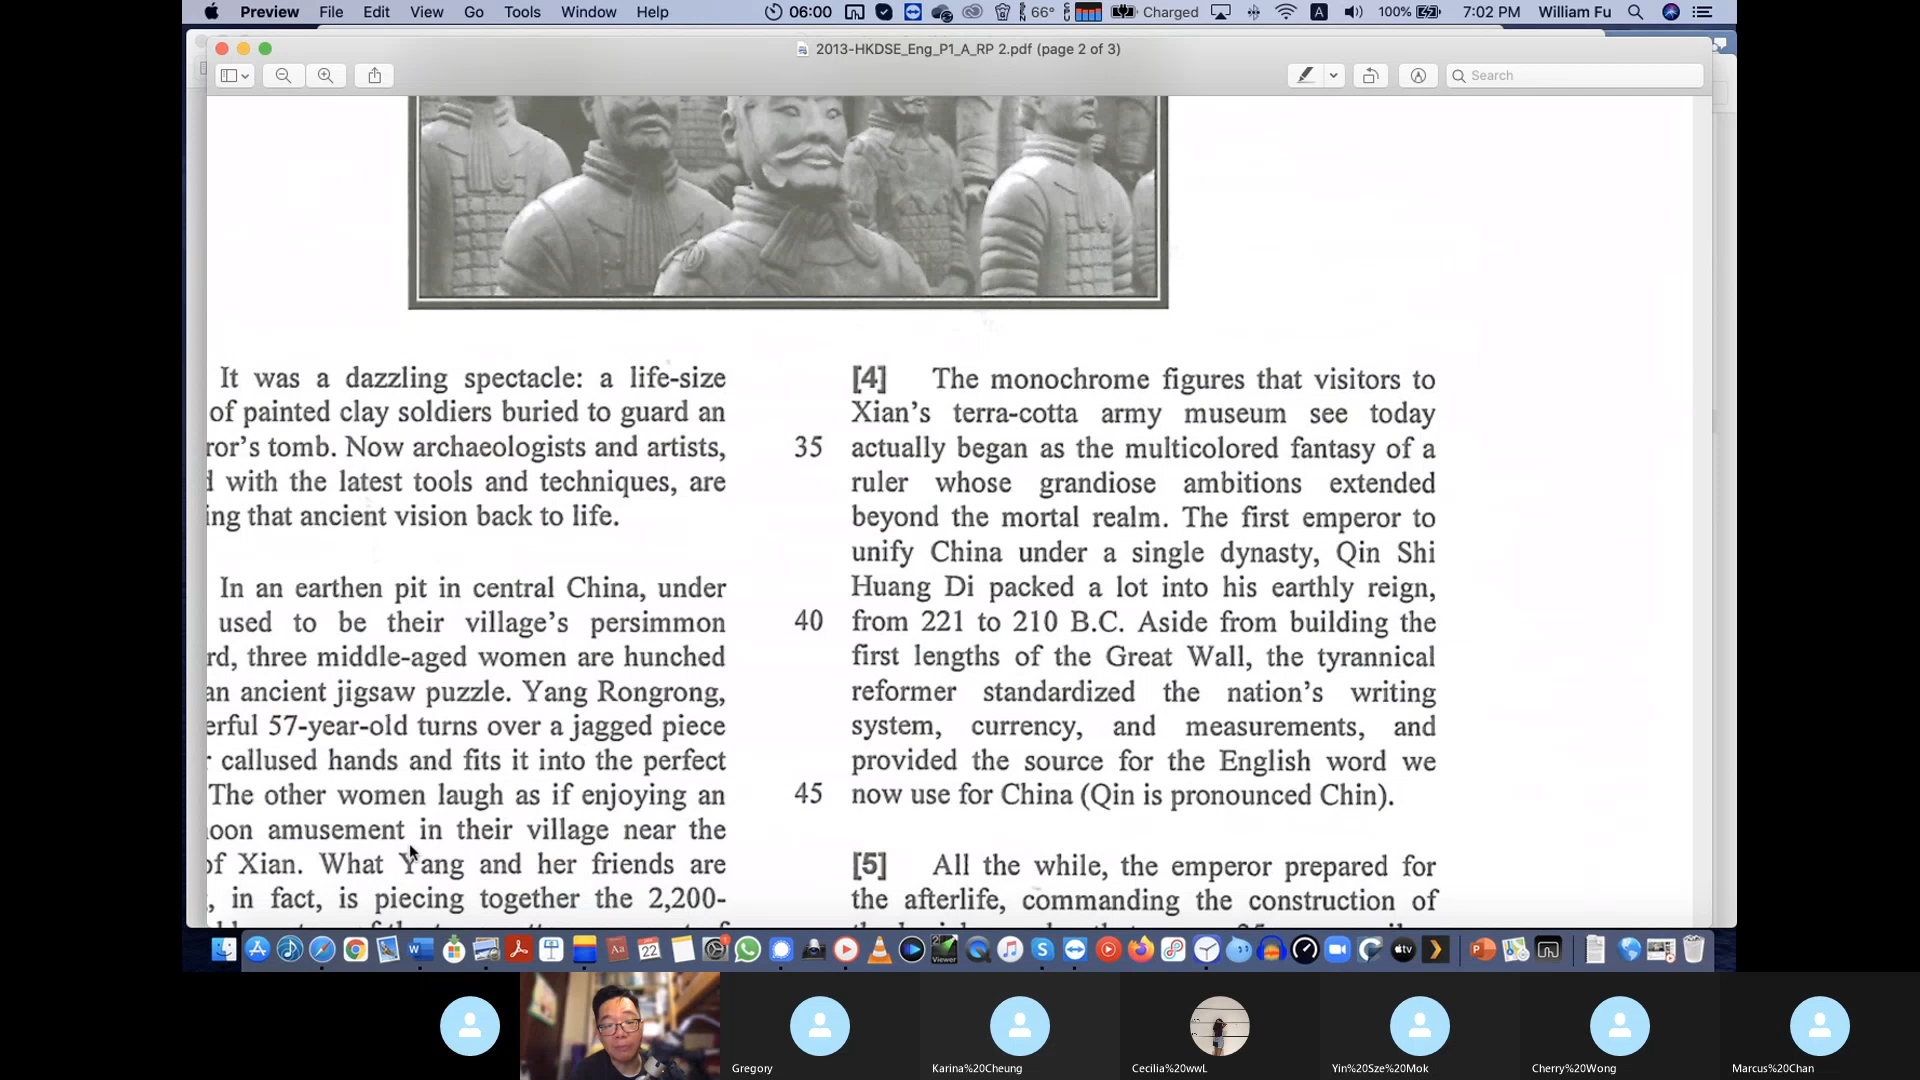 Preview File Edit View Go Tools Window Help 06:00 66° Charged 100% 7:02 PM William Fu
2013-HKDSE_Eng_P1_A_RP 2.pdf (page 2 of 3)
Search
It was a dazzling spectacle: a life-size
of painted clay soldiers buried to guard an
ror's tomb. Now archaeologists and artists,
d with the latest tools and techniques, are
ing that ancient vision back to life.
In an earthen pit in central China, under
used to be their village's persimmon
rd, three middle-aged women are hunched
an ancient jigsaw puzzle. Yang Rongrong,
erful 57-year-old turns over a jagged piece
r callused hands and fits it into the perfect
The other women laugh as if enjoying an
noon amusement in their village near the
of Xian. What Yang and her friends are
, in fact, is piecing together the 2,200-
[4] The monochrome figures that visitors to
Xian's terra-cotta army museum see today
35 actually began as the multicolored fantasy of a
ruler whose grandiose ambitions extended
beyond the mortal realm. The first emperor to
unify China under a single dynasty, Qin Shi
Huang Di packed a lot into his earthly reign,
40 from 221 to 210 B.C. Aside from building the
first lengths of the Great Wall, the tyrannical
reformer standardized the nation's writing
system, currency, and measurements, and
provided the source for the English word we
45 now use for China (Qin is pronounced Chin).
[5] All the while, the emperor prepared for
the afterlife, commanding the construction of
Gregory
Karina%20Cheung
Cecilia%20wwL
Yin%20Sze%20Mok
Cherry%20Wong
Marcus%20Chan